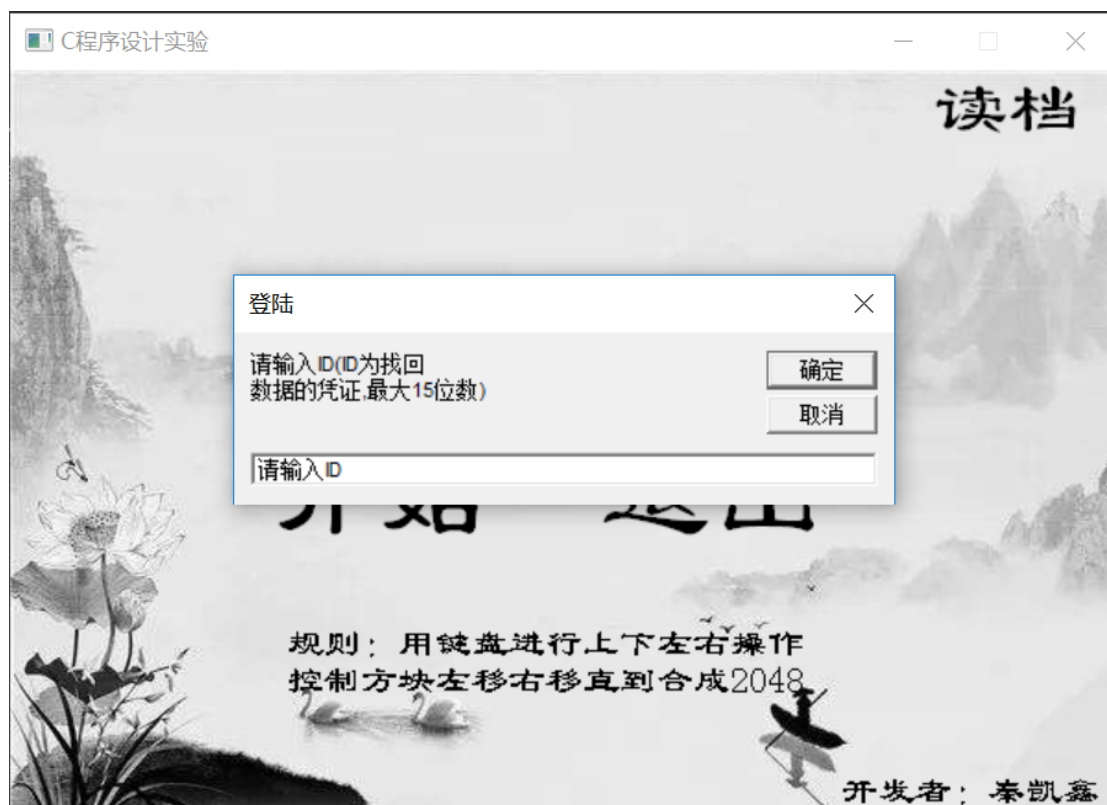 C程序设计实验
读档
登陆
请输入ID(ID为找回
数据的凭证,最大15位数)
确定
取消
请输入ID
开始 退出
规则：用键盘进行上下左右操作
控制方块左移右移直到合成2048
开发者：秦凯鑫